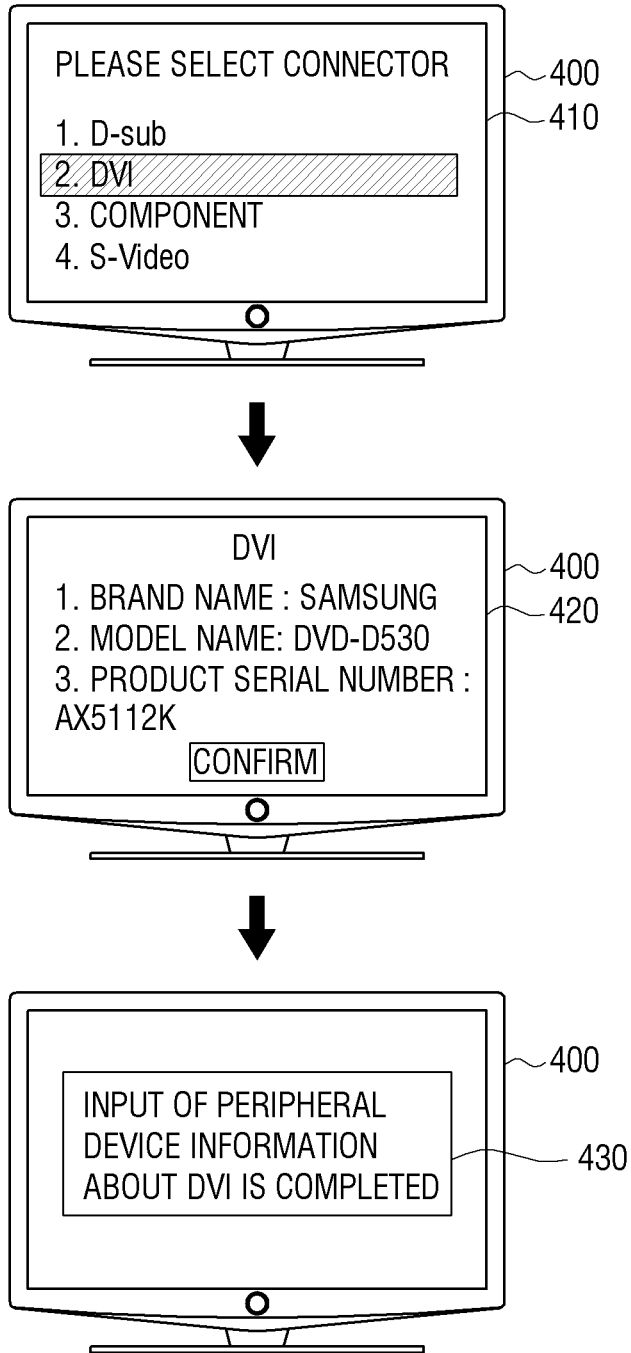 PLEASE SELECT CONNECTOR
400
410
1. D-sub
2. DVI
3. COMPONENT
4. S-Video
DVI
400
1. BRAND NAME : SAMSUNG
420
2. MODEL NAME: DVD-D530
3. PRODUCT SERIAL NUMBER :
AX5112K
CONFIRM
400
INPUT OF PERIPHERAL
DEVICE INFORMATION
430
ABOUT DVI IS COMPLETED